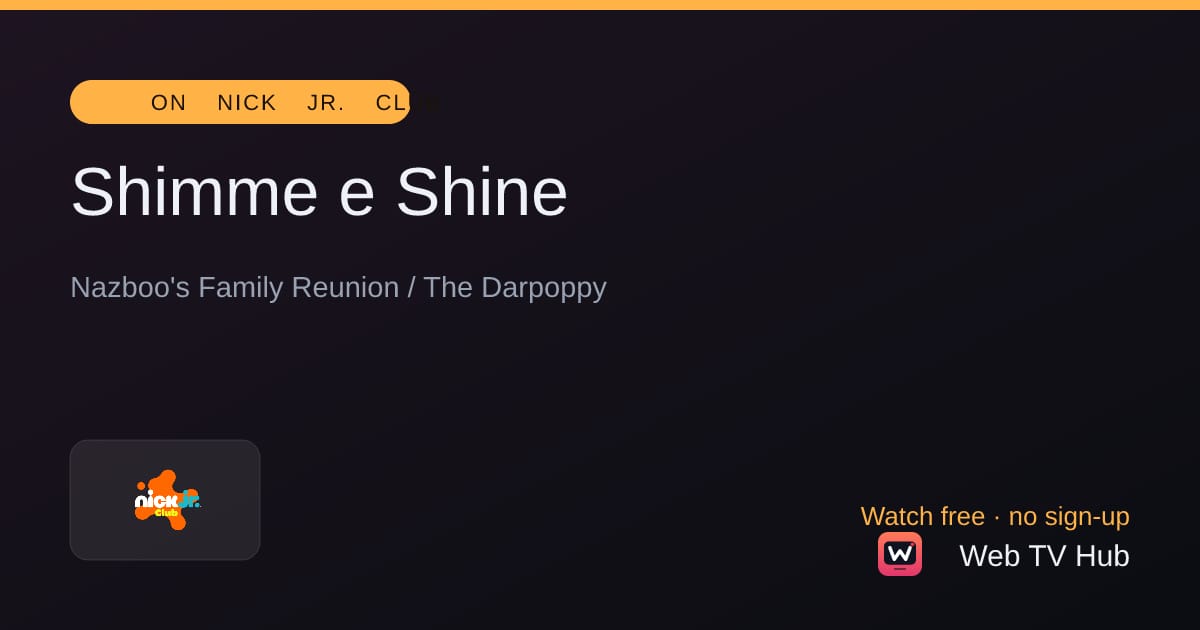 ON NICK JR. CL
Shimme e Shine
Nazboo's Family Reunion / The Darpoppy
nick jr.
Club
Watch free · no sign-up
W
Web TV Hub